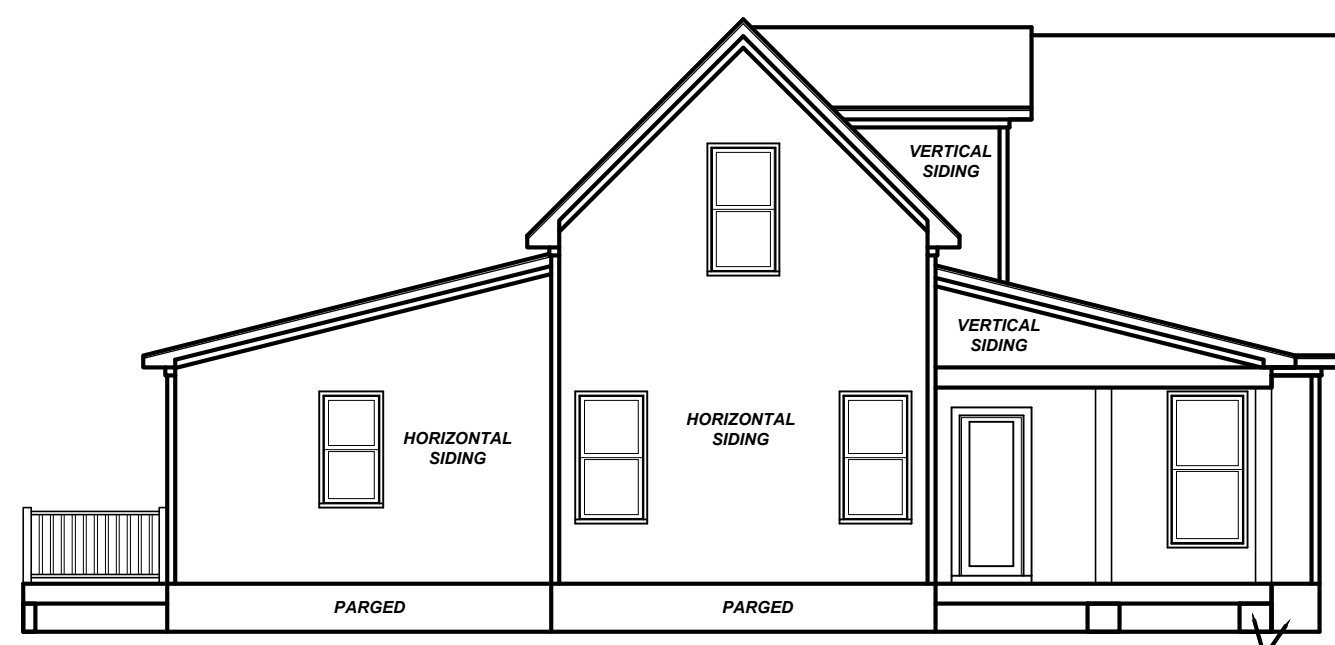 VERTICAL
SIDING
VERTICAL
SIDING
HORIZONTAL
SIDING
HORIZONTAL
SIDING
PARGED
PARGED